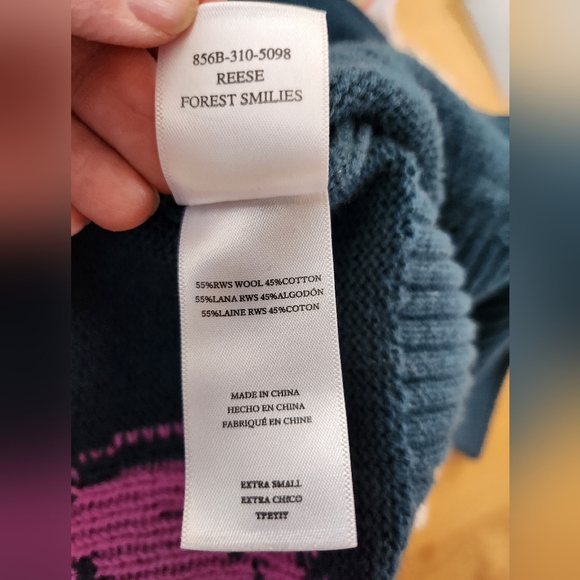 856B-310-5098
REESE
FOREST SMILIES
55%RWS WOOL 45%COTTON
55%LANA RWS 45%ALGODÓN
55%LAINE RWS 45%COTON
MADE IN CHINA
HECHO EN CHINA
FABRIQUÉ EN CHINE
EXTRA SMALL
EXTRA CHICO
TPETIT